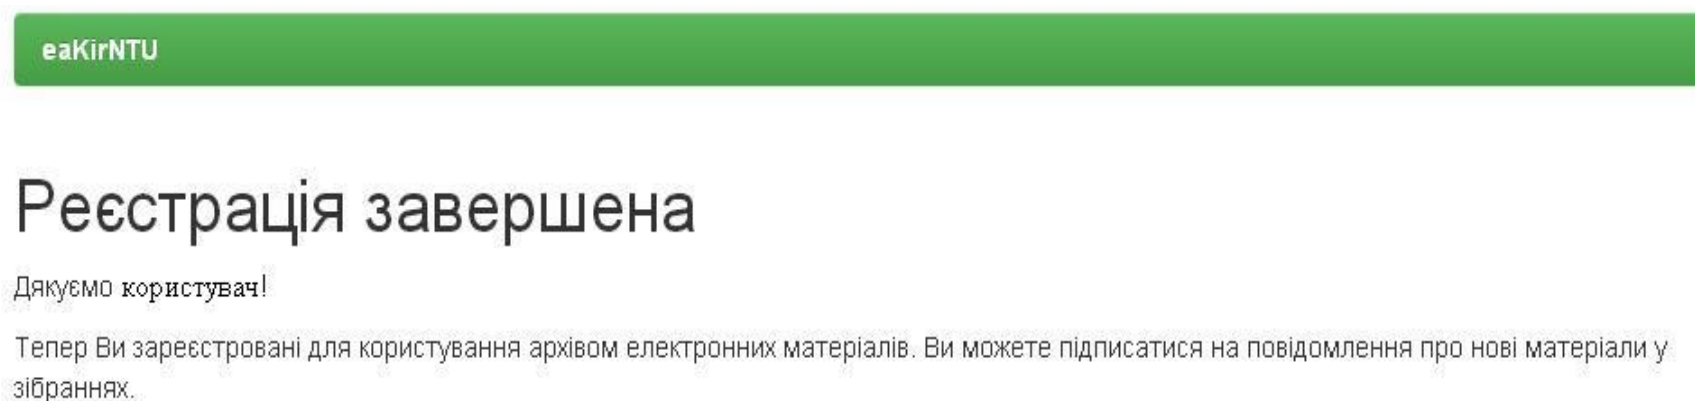 eaKirNTU
Реєстрація завершена
Дякуємо користувач!
Тепер Ви зареєстровані для користування архівом електронних матеріалів. Ви можете підписатися на повідомлення про нові матеріали у
зібраннях.